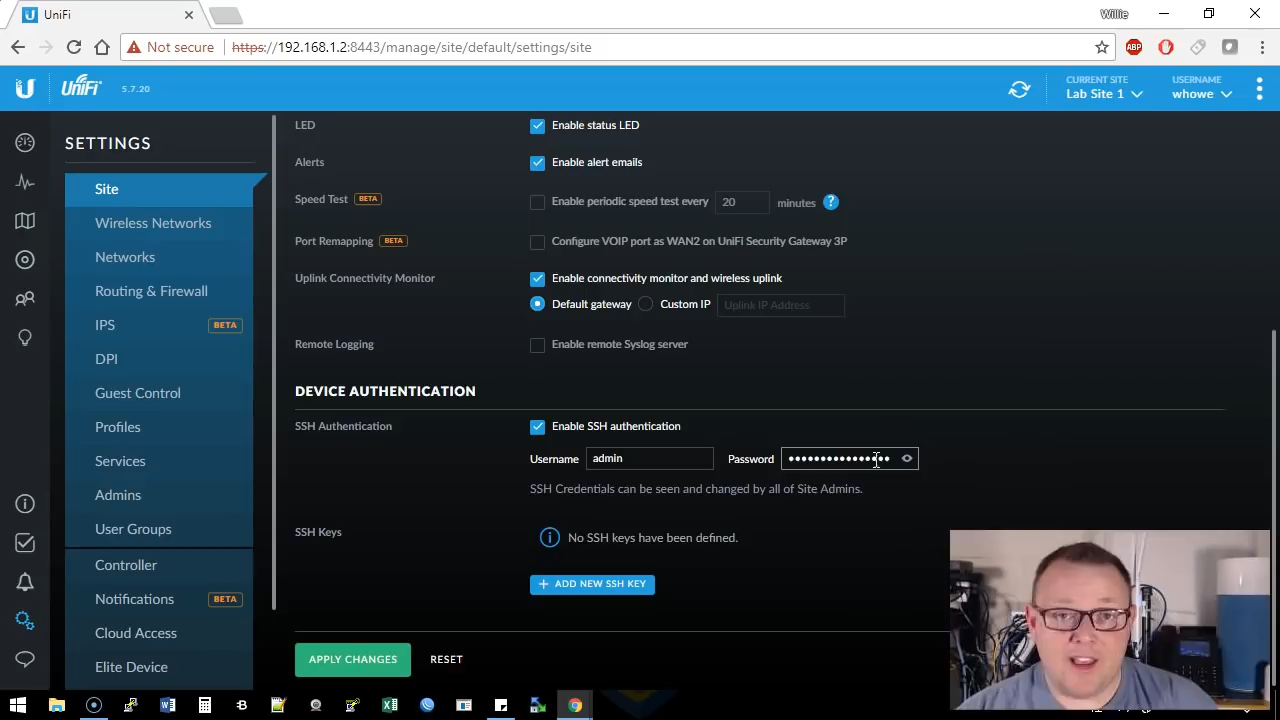 UniFi
Willie
Not secure https://192.168.1.2:8443/manage/site/default/settings/site
ABP
U UniFi 5.7.20
CURRENT SITE
Lab Site 1
USERNAME
whowe
SETTINGS
Site
Wireless Networks
Networks
Routing & Firewall
IPS BETA
DPI
Guest Control
Profiles
Services
Admins
User Groups
Controller
Notifications BETA
Cloud Access
Elite Device
LED Enable status LED
Alerts Enable alert emails
Speed Test BETA Enable periodic speed test every 20 minutes ?
Port Remapping BETA Configure VOIP port as WAN2 on UniFi Security Gateway 3P
Uplink Connectivity Monitor Enable connectivity monitor and wireless uplink
Default gateway Custom IP Uplink IP Address
Remote Logging Enable remote Syslog server
DEVICE AUTHENTICATION
SSH Authentication Enable SSH authentication
Username admin Password ••••••••••••••••
SSH Credentials can be seen and changed by all of Site Admins.
SSH Keys No SSH keys have been defined.
+ ADD NEW SSH KEY
APPLY CHANGES RESET